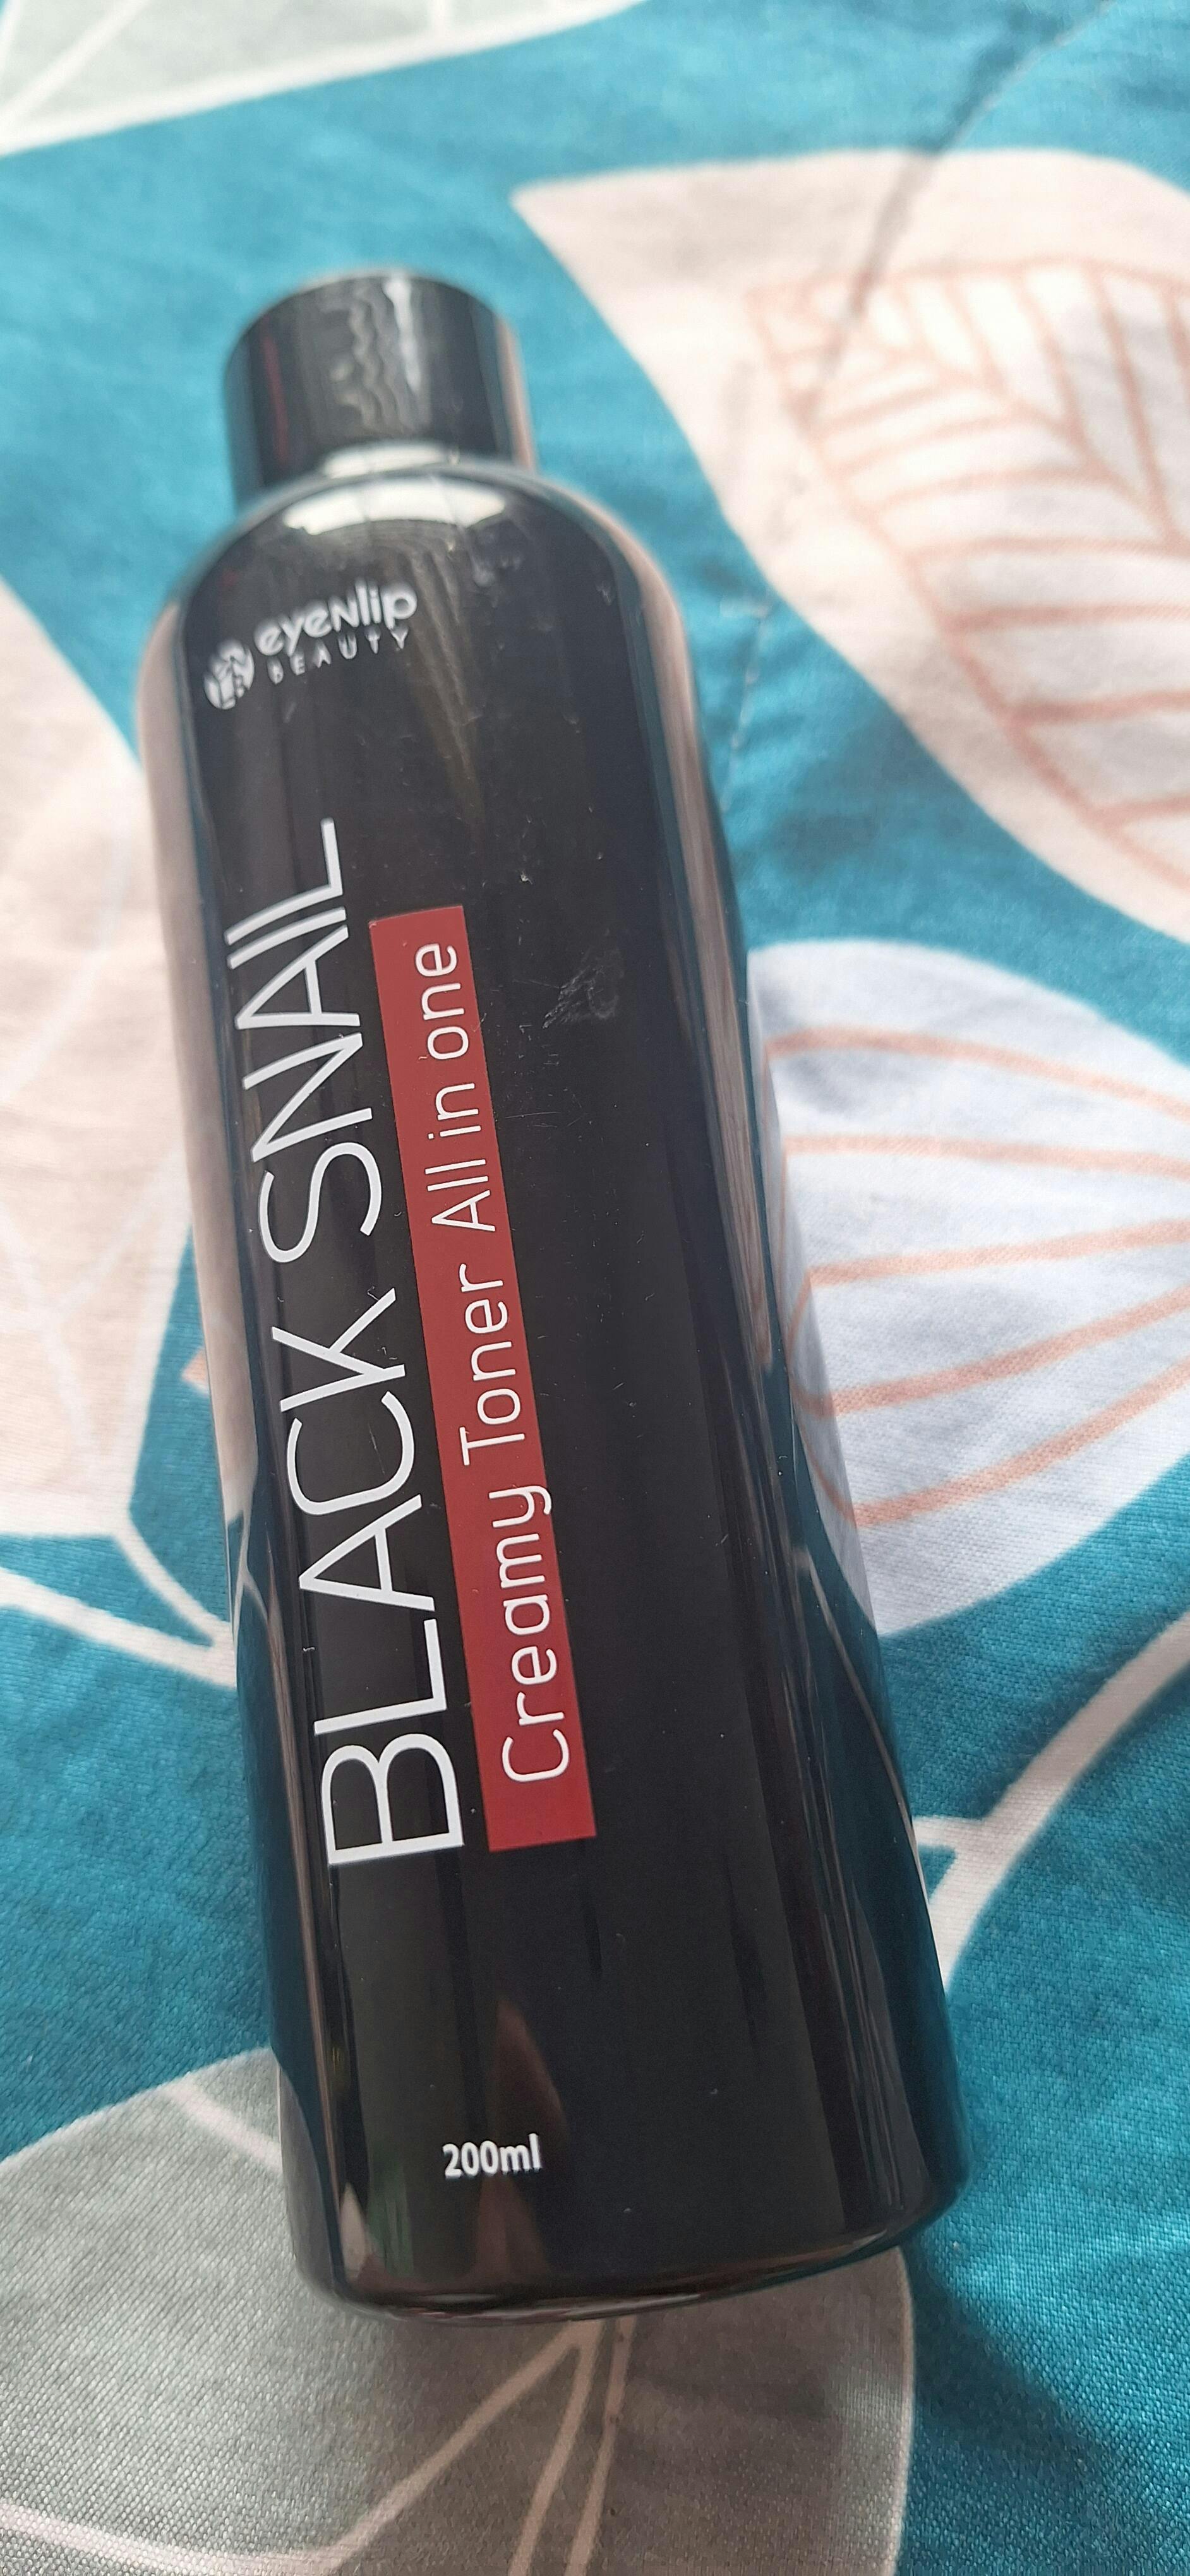 eyeNlip
BEAUTY
BLACK SNAIL
Creamy Toner All in one
200ml